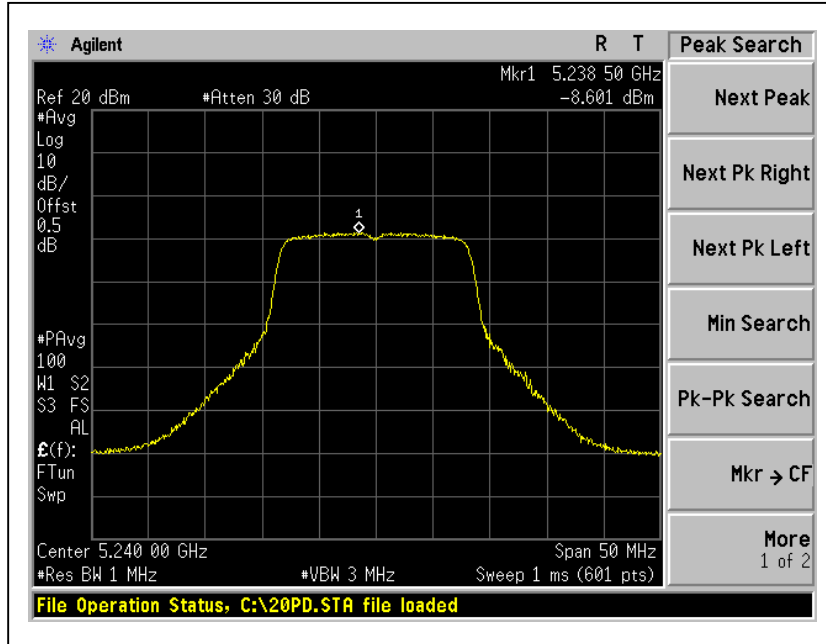 Agilent R T Peak Search
Mkr1 5.238 50 GHz
Ref 20 dBm #Atten 30 dB -8.601 dBm
#Avg
Log
10
dB/
Offst
0.5
dB
1
#PAvg
100
W1 S2
S3 FS
AL
£(f):
FTun
Swp
Center 5.240 00 GHz Span 50 MHz
#Res BW 1 MHz #VBW 3 MHz Sweep 1 ms (601 pts)
File Operation Status, C:\20PD.STA file loaded
Next Peak
Next Pk Right
Next Pk Left
Min Search
Pk-Pk Search
Mkr → CF
More
1 of 2